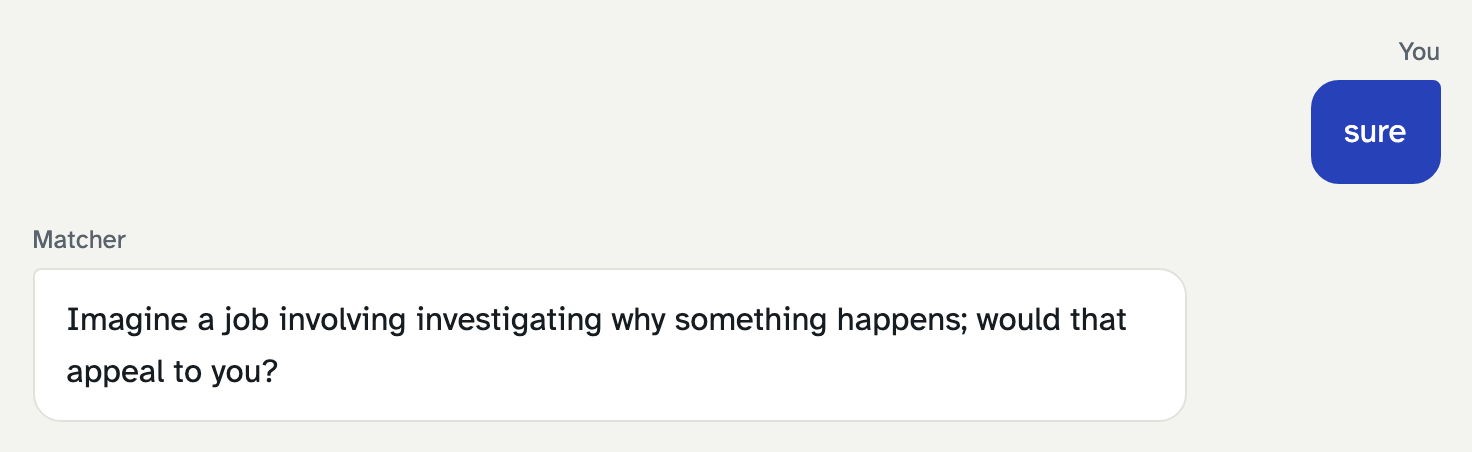 You
sure
Matcher
Imagine a job involving investigating why something happens; would that
appeal to you?